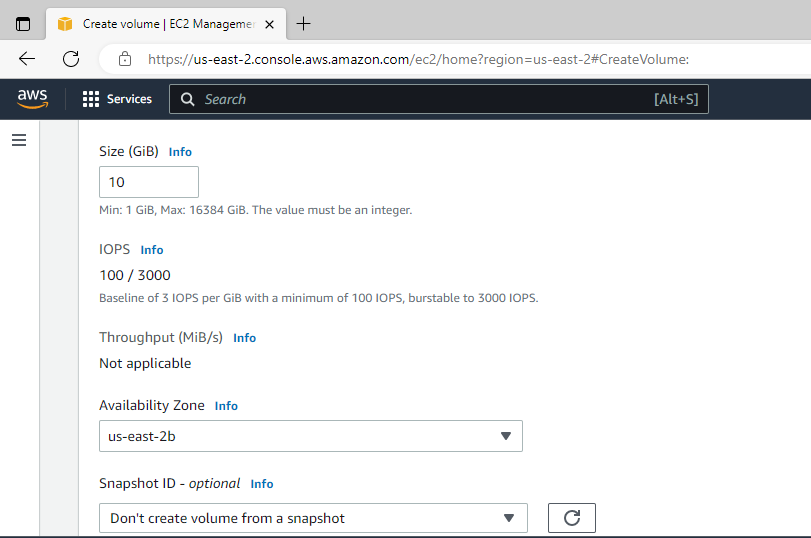 Create volume | EC2 Managemen
https://us-east-2.console.aws.amazon.com/ec2/home?region=us-east-2#CreateVolume:
aws
Services
Search
[Alt+S]
Size (GiB) Info
10
Min: 1 GiB, Max: 16384 GiB. The value must be an integer.
IOPS Info
100 / 3000
Baseline of 3 IOPS per GiB with a minimum of 100 IOPS, burstable to 3000 IOPS.
Throughput (MiB/s) Info
Not applicable
Availability Zone Info
us-east-2b
Snapshot ID - optional Info
Don't create volume from a snapshot